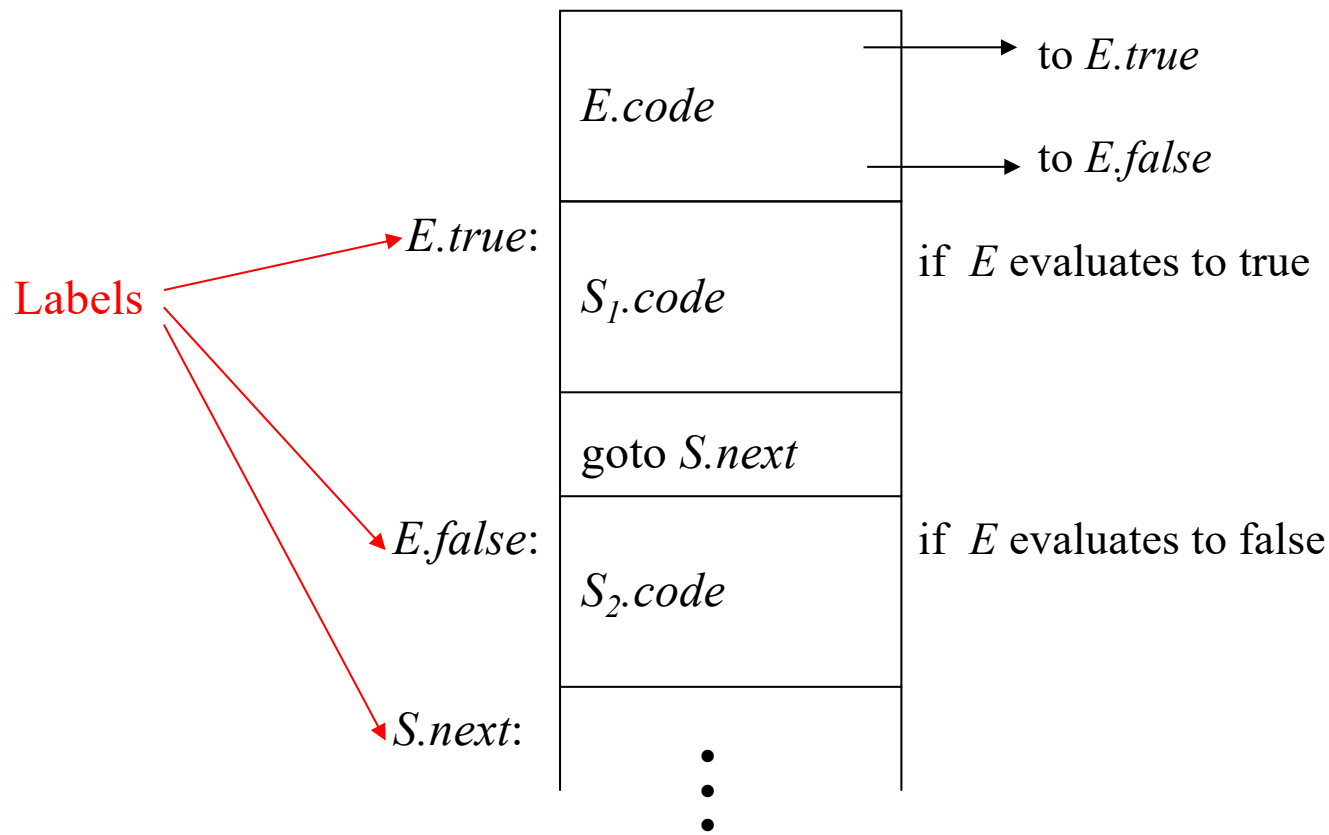 to E.true
E.code
to E.false
E.true:
if E evaluates to true
Labels
S₁.code
goto S.next
E.false:
if E evaluates to false
S₂.code
S.next: